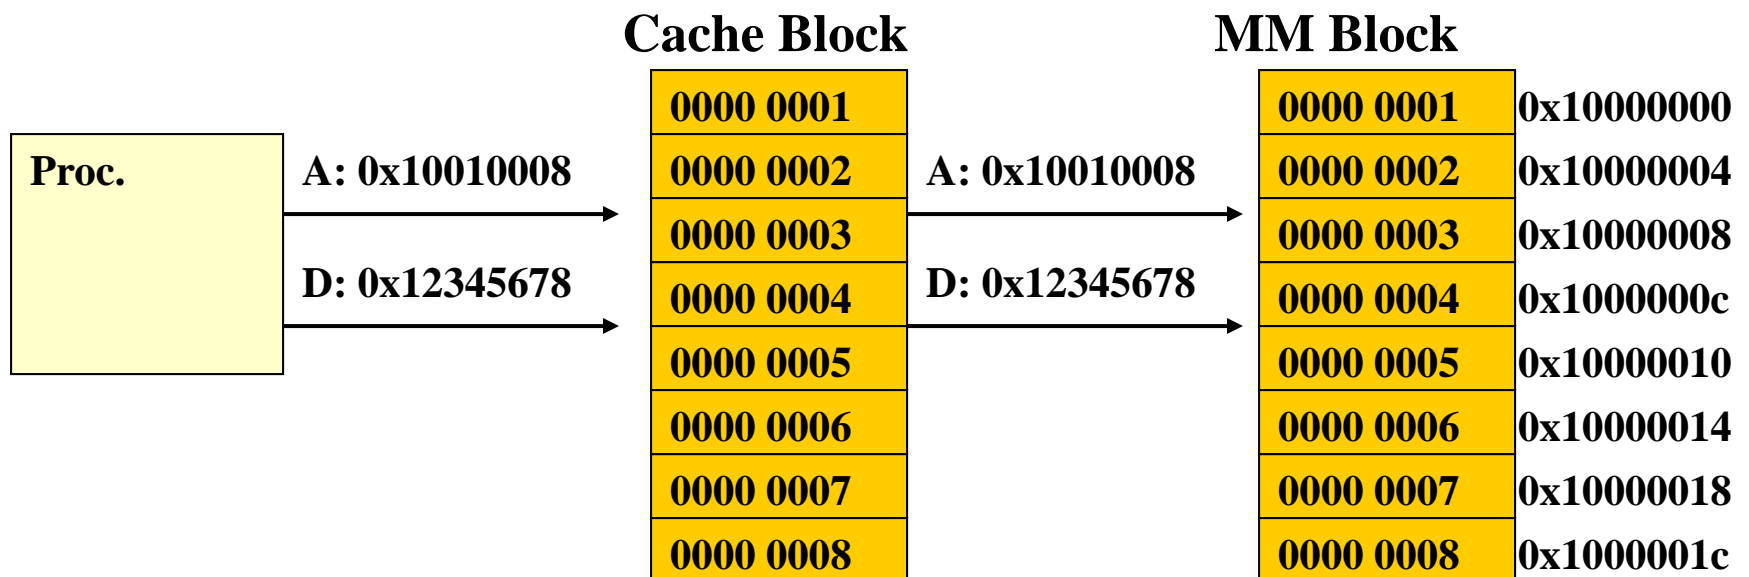 Cache Block MM Block
0000 0001 0000 0001 0x10000000
Proc. A: 0x10010008 0000 0002 A: 0x10010008 0000 0002 0x10000004
0000 0003 0000 0003 0x10000008
D: 0x12345678 0000 0004 D: 0x12345678 0000 0004 0x1000000c
0000 0005 0000 0005 0x10000010
0000 0006 0000 0006 0x10000014
0000 0007 0000 0007 0x10000018
0000 0008 0000 0008 0x1000001c